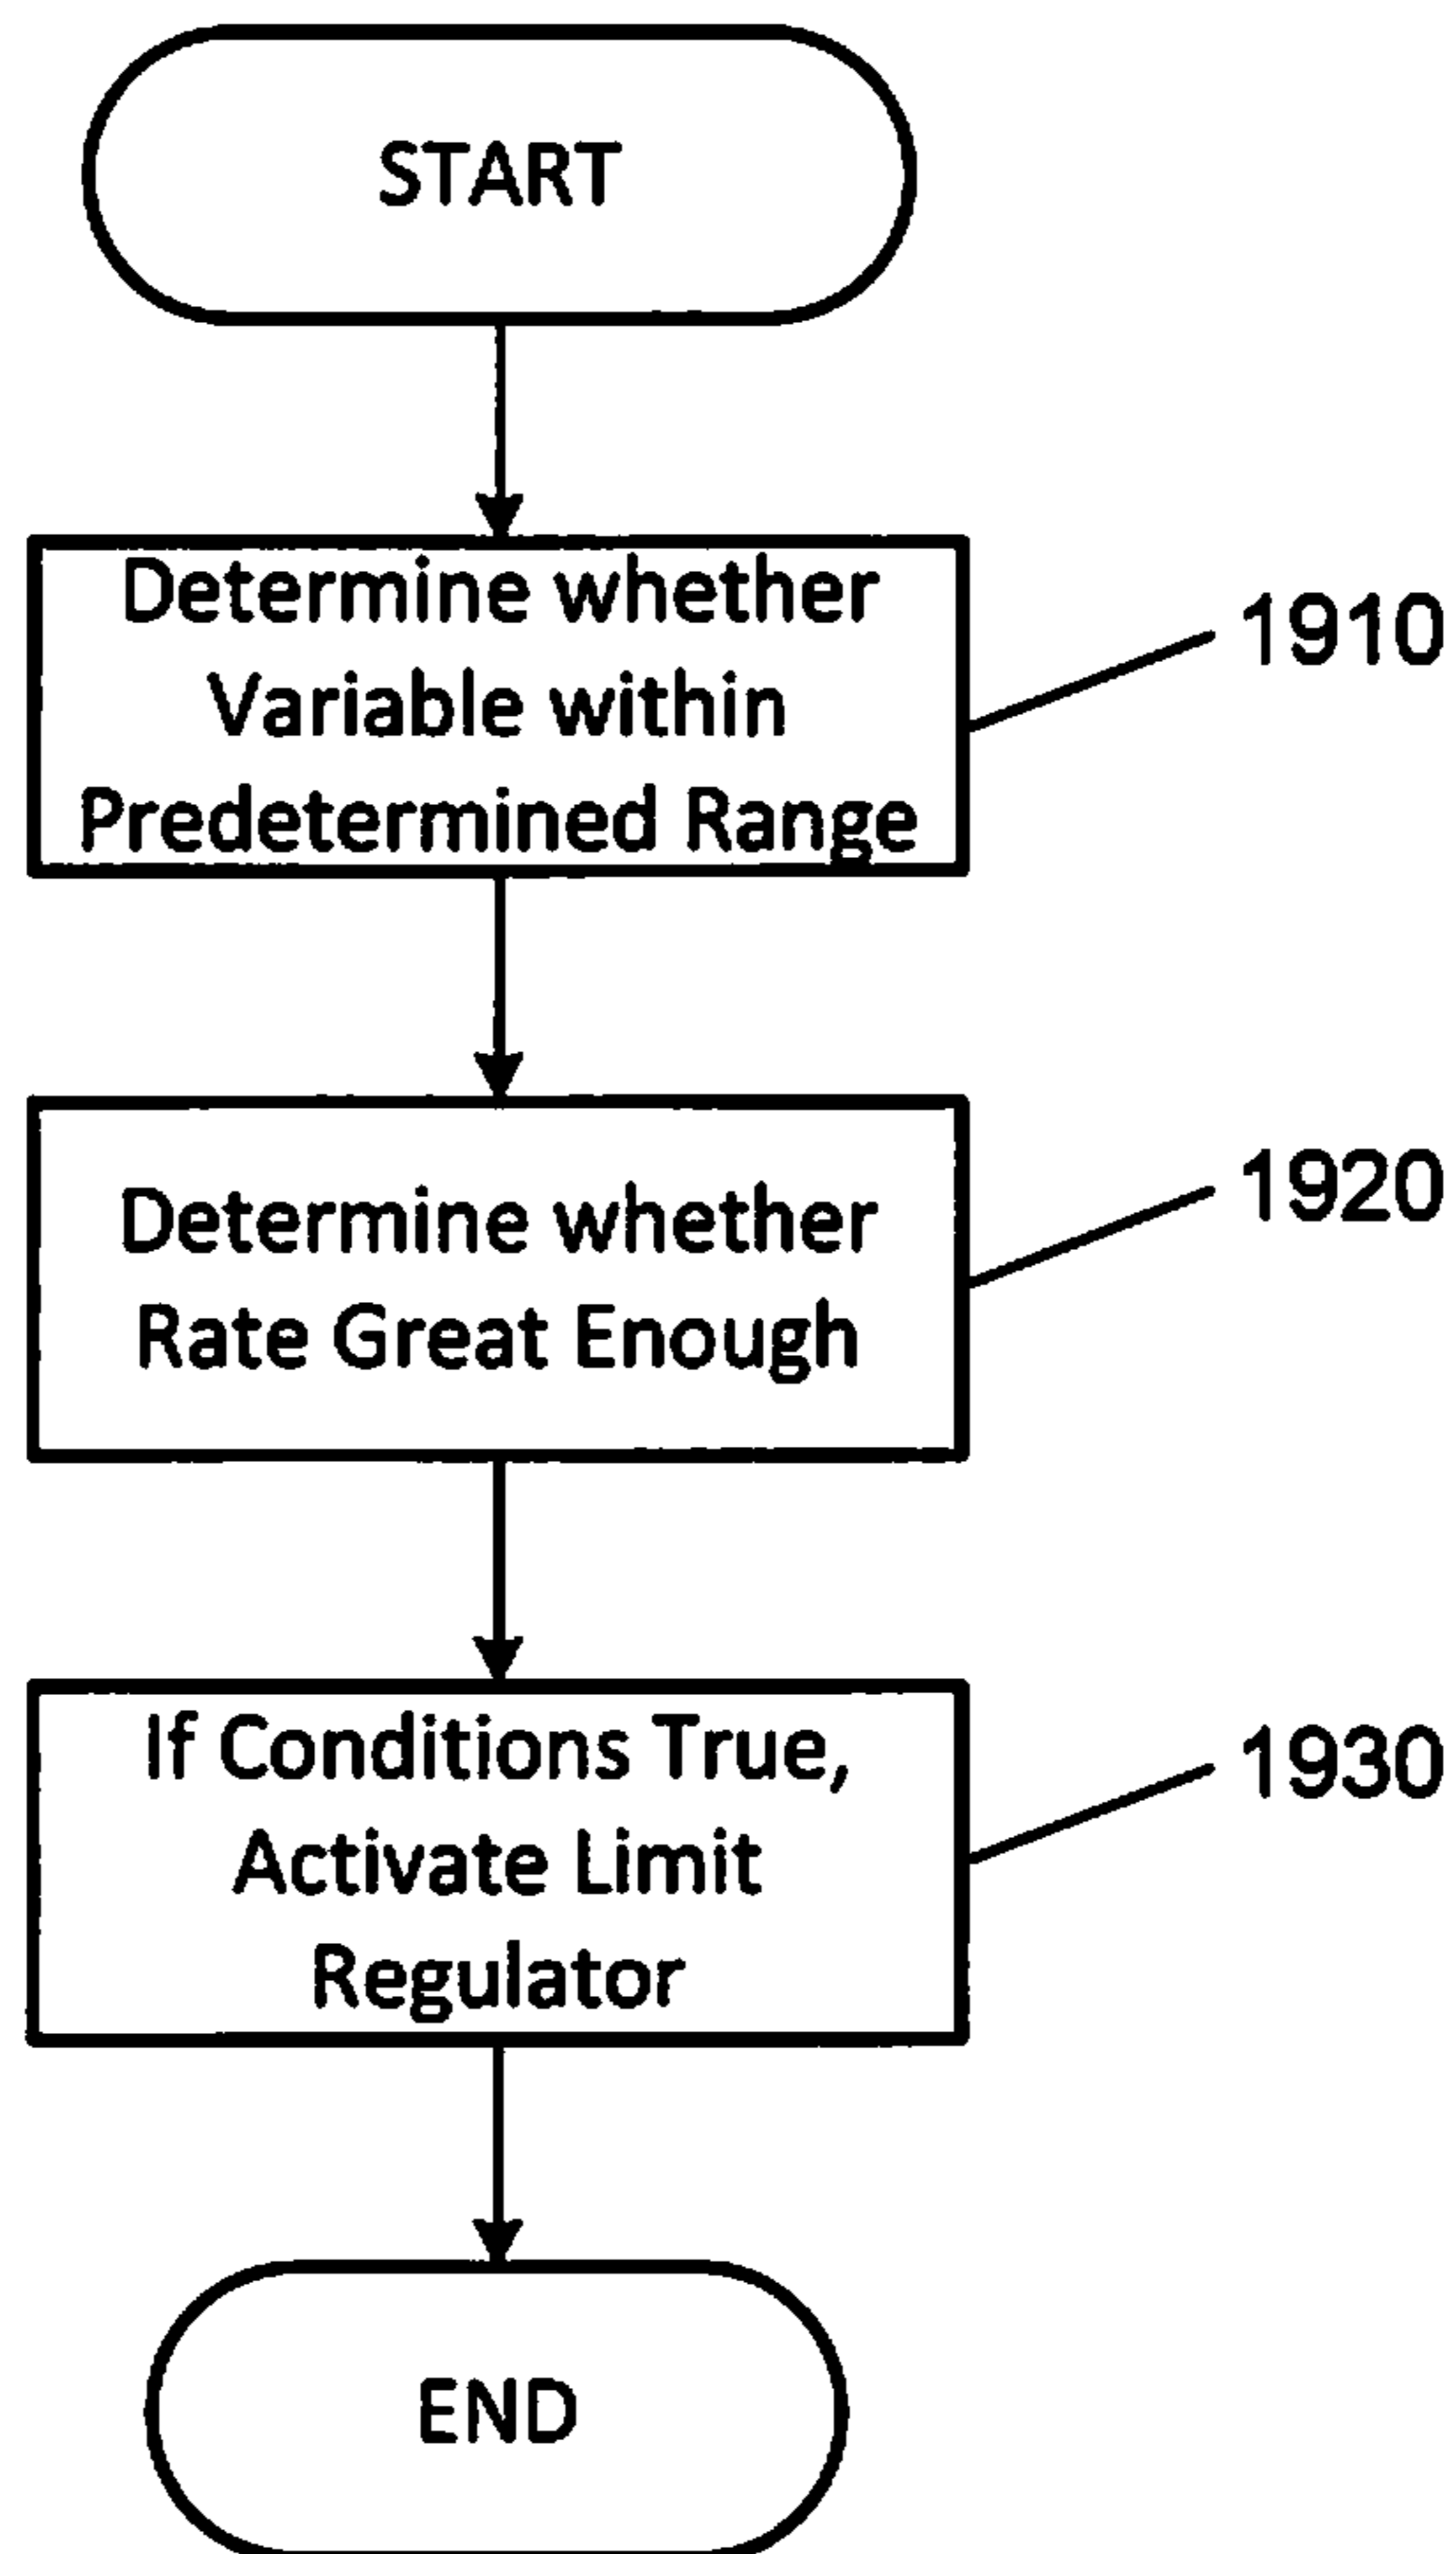 START
Determine whether
Variable within
Predetermined Range
1910
Determine whether
Rate Great Enough
1920
If Conditions True,
Activate Limit
Regulator
1930
END